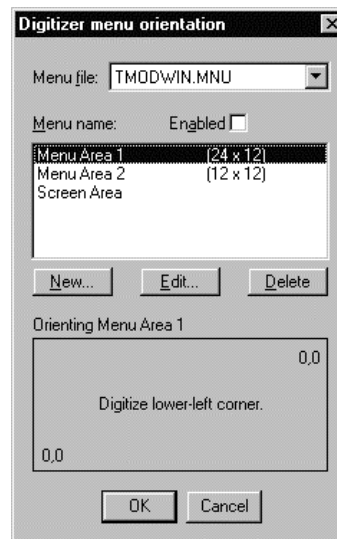 Digitizer menu orientation
Menu file: TMODWIN.MNU
Menu name: Enabled
Menu Area 1 (24 x 12)
Menu Area 2 (12 x 12)
Screen Area
New... Edit... Delete
Orienting Menu Area 1
0,0
Digitize lower-left corner.
0,0
OK Cancel